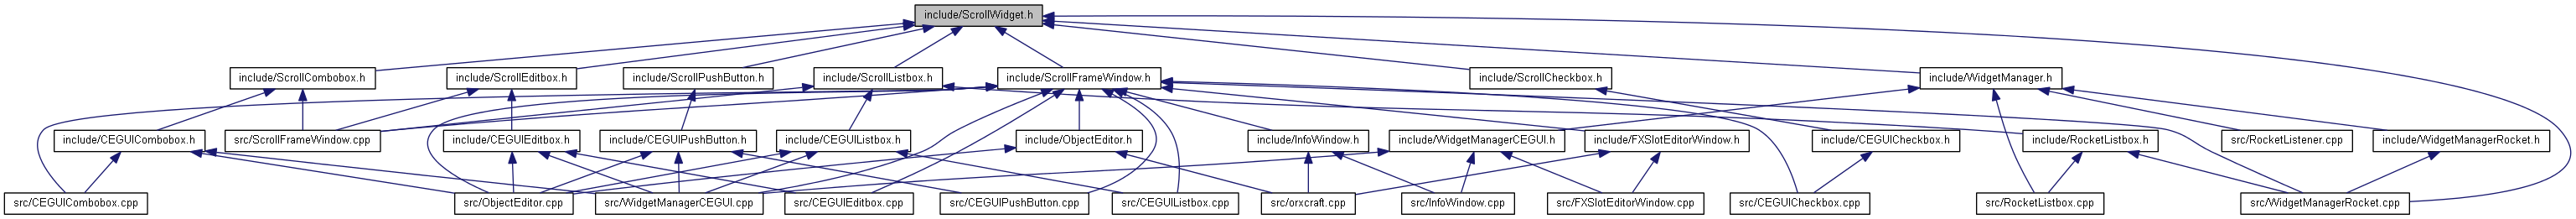 include/ScrollWidget.h
include/ScrollCombobox.h
include/ScrollEditbox.h
include/ScrollPushButton.h
include/ScrollListbox.h
include/ScrollFrameWindow.h
include/ScrollCheckbox.h
include/WidgetManager.h
include/CEGUICombobox.h
src/ScrollFrameWindow.cpp
include/CEGUIEditbox.h
include/CEGUIPushButton.h
include/CEGUIListbox.h
include/ObjectEditor.h
include/InfoWindow.h
include/WidgetManagerCEGUI.h
include/FXSlotEditorWindow.h
include/CEGUICheckbox.h
include/RocketListbox.h
src/RocketListener.cpp
include/WidgetManagerRocket.h
src/CEGUICombobox.cpp
src/ObjectEditor.cpp
src/WidgetManagerCEGUI.cpp
src/CEGUIEditbox.cpp
src/CEGUIPushButton.cpp
src/CEGUIListbox.cpp
src/orxcraft.cpp
src/InfoWindow.cpp
src/FXSlotEditorWindow.cpp
src/CEGUICheckbox.cpp
src/RocketListbox.cpp
src/WidgetManagerRocket.cpp